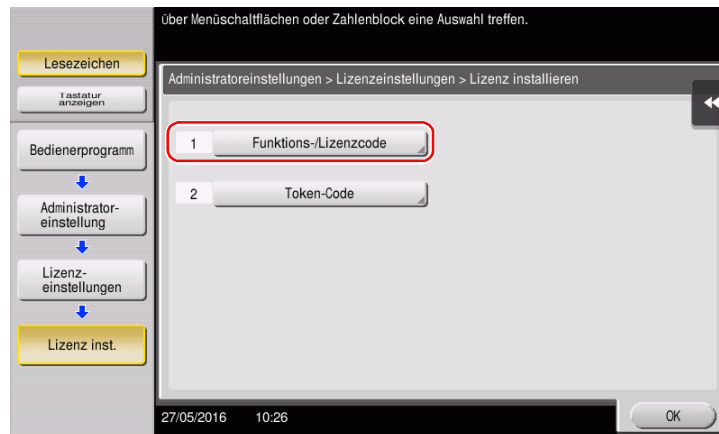 über Menüschaltflächen oder Zahlenblock eine Auswahl treffen.
Lesezeichen
Tastatur
anzeigen
Bedienerprogramm
Administrator-
einstellung
Lizenz-
einstellungen
Lizenz inst.
Administratoreinstellungen > Lizenzeinstellungen > Lizenz installieren
1 Funktions-/Lizenzcode
2 Token-Code
27/05/2016 10:26
OK